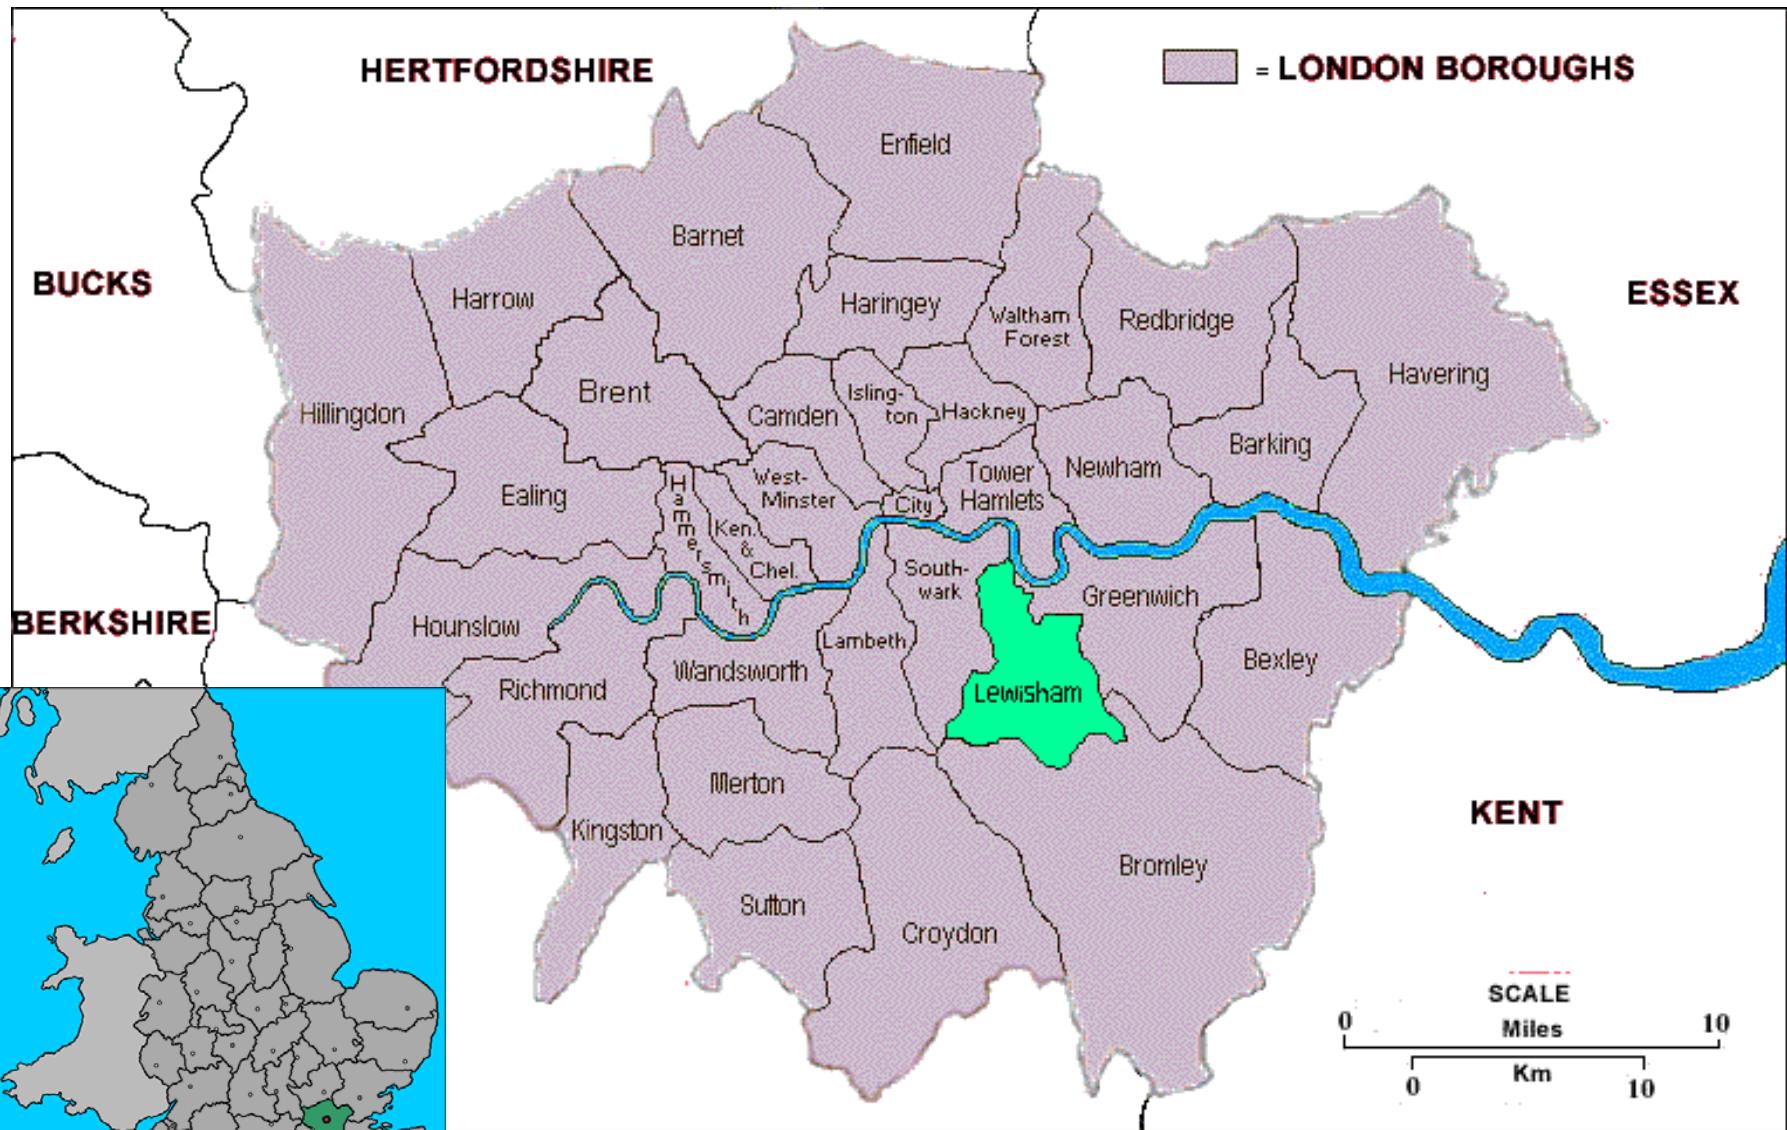 HERTFORDSHIRE
= LONDON BOROUGHS
Enfield
Barnet
BUCKS
ESSEX
Harrow
Haringey
Waltham
Forest
Redbridge
Havering
Brent
Hillingdon
Camden
Isling-
ton
Hackney
Barking
Ealing
Hammersmith
West-
Minster
City
Tower
Hamlets
Newham
Ken.
&
Chel.
South-
wark
Greenwich
BERKSHIRE
Hounslow
Lambeth
Bexley
Richmond
Wandsworth
Lewisham
Merton
KENT
Kingston
Bromley
Sutton
Croydon
SCALE
0 Miles 10
Km
0 10